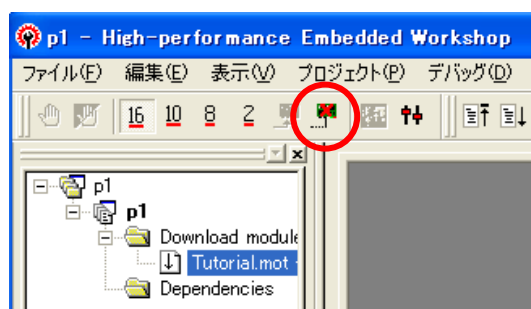 p1 - High-performance Embedded Workshop
ファイル(F) 編集(E) 表示(V) プロジェクト(P) デバッグ(D)
16 10 8 2
p1
p1
Download module
Tutorial.mot
Dependencies